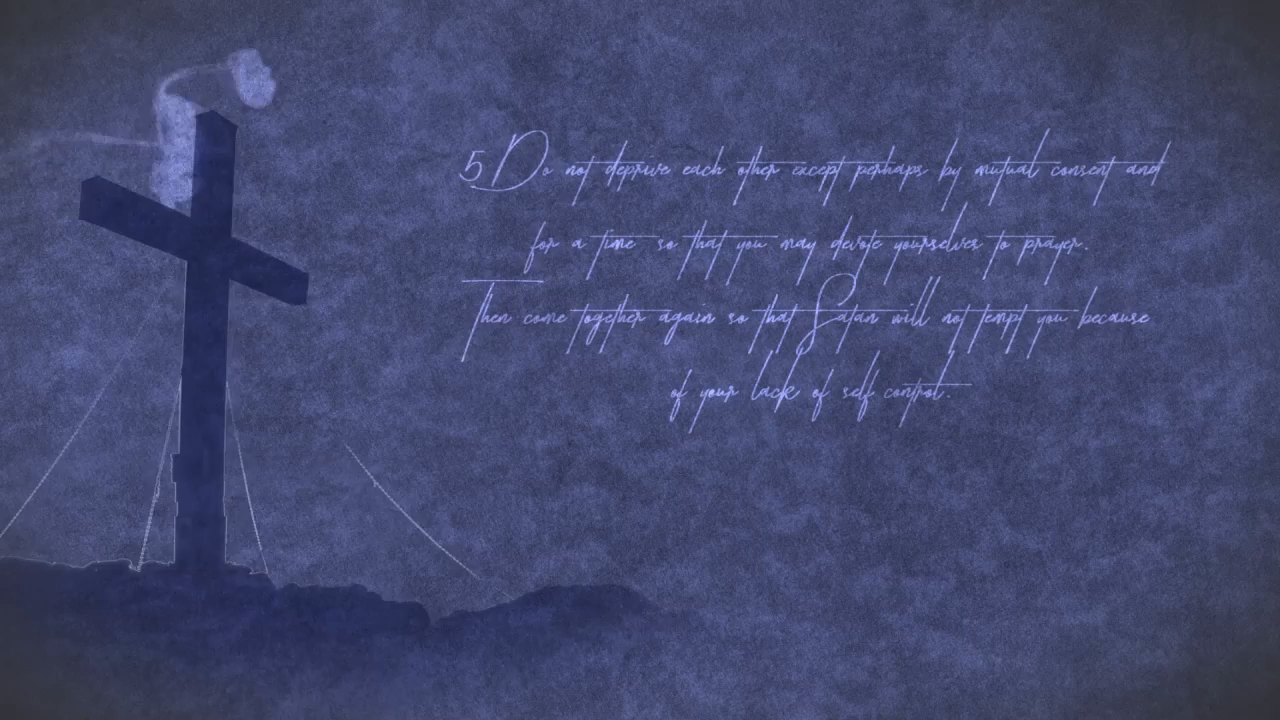 5 Do not deprive each other except perhaps by mutual consent and
for a time so that you may devote yourselves to prayer.
Then come together again so that Satan will not tempt you because
of your lack of self control.